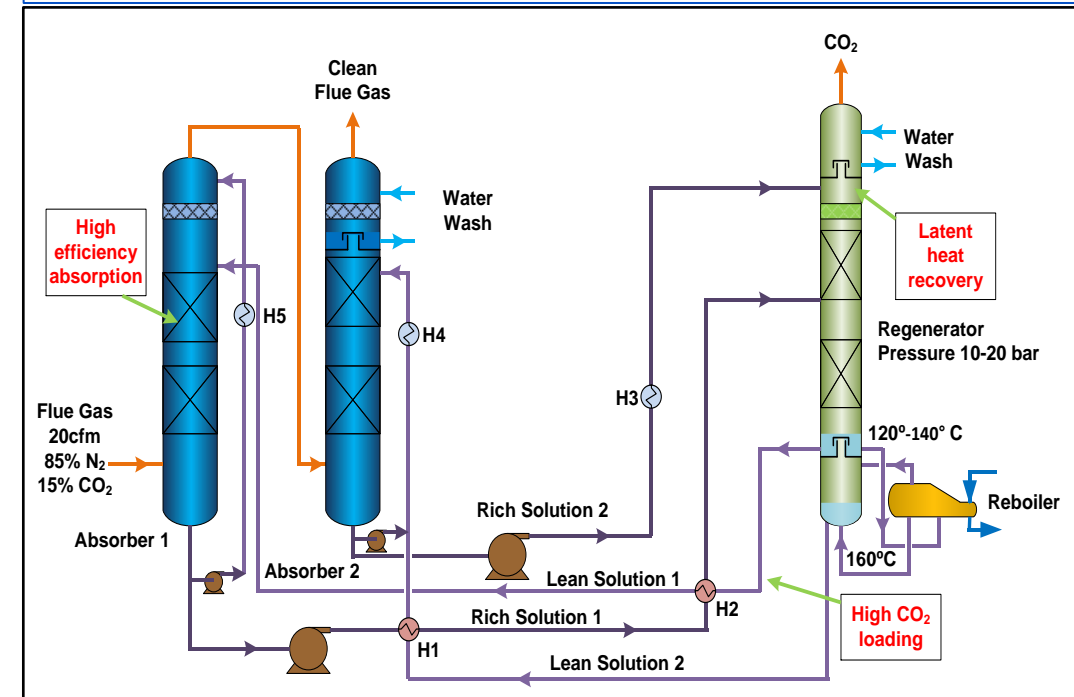 CO₂
Clean
Flue Gas
Water
Wash
Water
Wash
High
efficiency
absorption
Latent
heat
recovery
H5
H4
Regenerator
Pressure 10-20 bar
H3
Flue Gas
20cfm
85% N₂
15% CO₂
120º-140° C
Reboiler
Rich Solution 2
Absorber 1
160ºC
Absorber 2
Lean Solution 1
H2
Rich Solution 1
High CO₂
loading
H1
Lean Solution 2